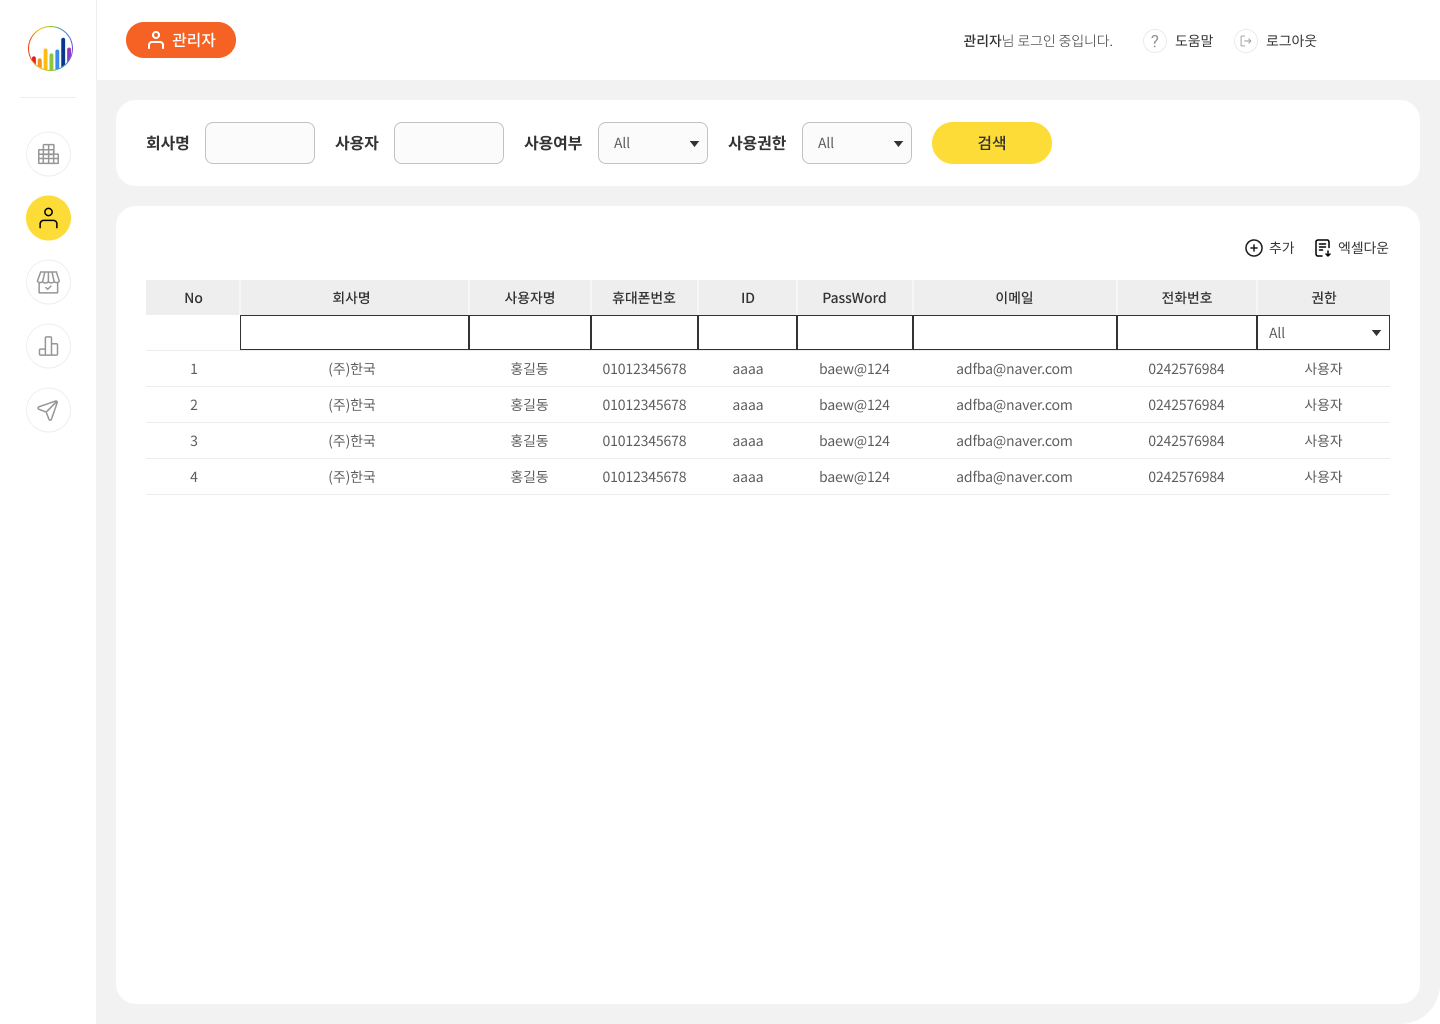 관리자 관리자님 로그인 중입니다. ? 도움말 로그아웃
회사명 사용자 사용여부 All 사용권한 All 검색
추가 엑셀다운
No 회사명 사용자명 휴대폰번호 ID PassWord 이메일 전화번호 권한
All
1 (주)한국 홍길동 01012345678 aaaa baew@124 adfba@naver.com 0242576984 사용자
2 (주)한국 홍길동 01012345678 aaaa baew@124 adfba@naver.com 0242576984 사용자
3 (주)한국 홍길동 01012345678 aaaa baew@124 adfba@naver.com 0242576984 사용자
4 (주)한국 홍길동 01012345678 aaaa baew@124 adfba@naver.com 0242576984 사용자